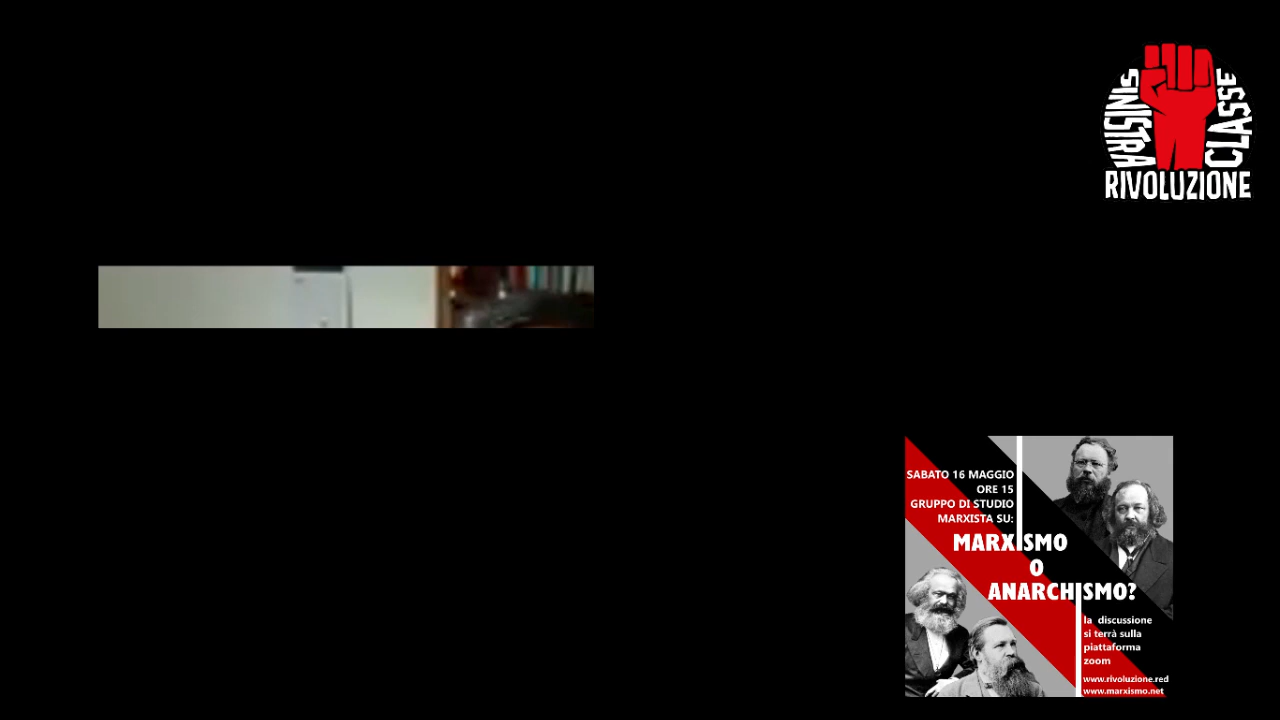 SINISTRA
CLASSE
RIVOLUZIONE
SABATO 16 MAGGIO
ORE 15
GRUPPO DI STUDIO
MARXISTA SU:
MARXISMO
O
ANARCHISMO?
la discussione
si terrà sulla
piattaforma
zoom
www.rivoluzione.red
www.marxismo.net